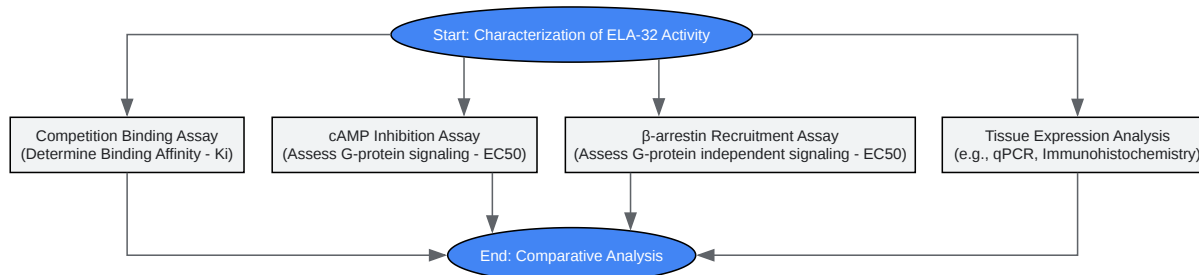 Start: Characterization of ELA-32 Activity
Competition Binding Assay
(Determine Binding Affinity - Ki)
cAMP Inhibition Assay
(Assess G-protein signaling - EC50)
β-arrestin Recruitment Assay
(Assess G-protein independent signaling - EC50)
Tissue Expression Analysis
(e.g., qPCR, Immunohistochemistry)
End: Comparative Analysis